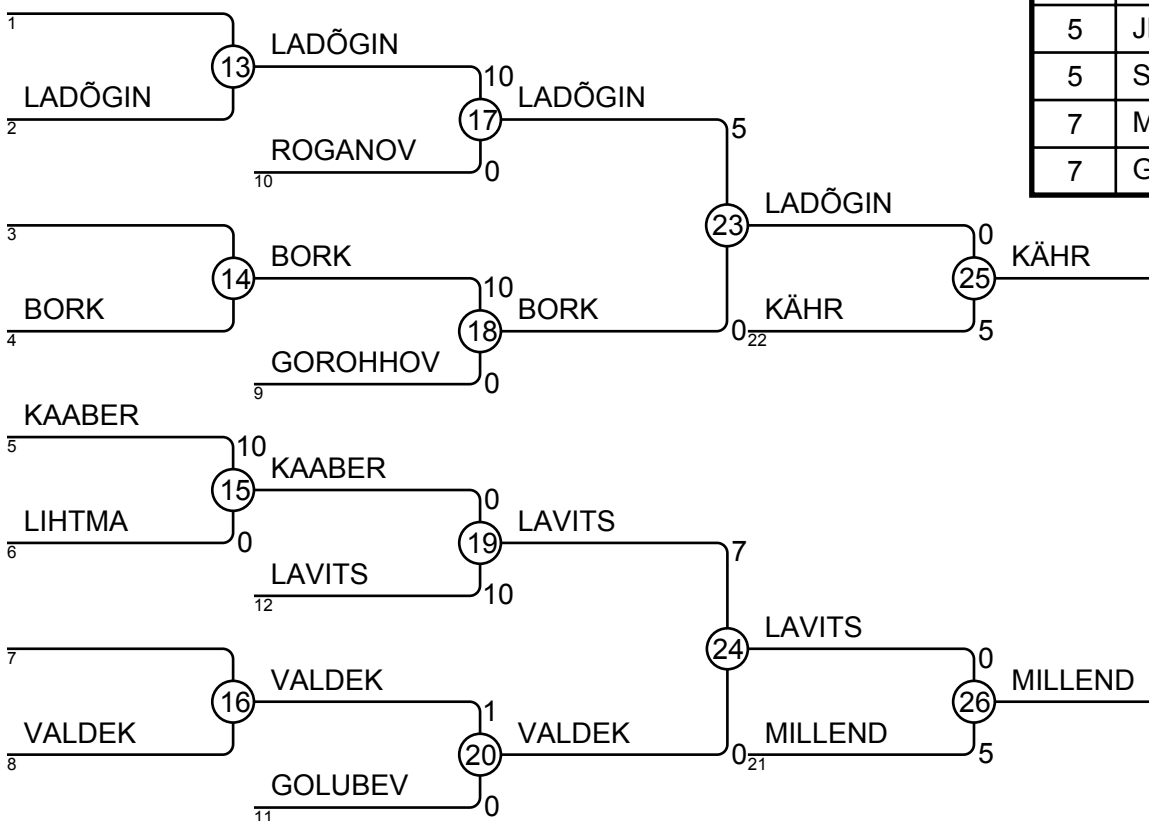 1
LADÕGIN
2
13
LADÕGIN
10
17
LADÕGIN
5
ROGANOV
10
0
3
14
BORK
10
BORK
4
18
BORK
0
GOROHHOV
9
0
23
LADÕGIN
0
25
KÄHR
KÄHR
22
5
KAABER
5
10
15
KAABER
0
LIHTMA
6
0
19
LAVITS
7
LAVITS
12
10
7
16
VALDEK
1
VALDEK
8
20
VALDEK
0
GOLUBEV
11
0
24
LAVITS
0
26
MILLEND
MILLEND
21
5
5 J
5 S
7 M
7 G